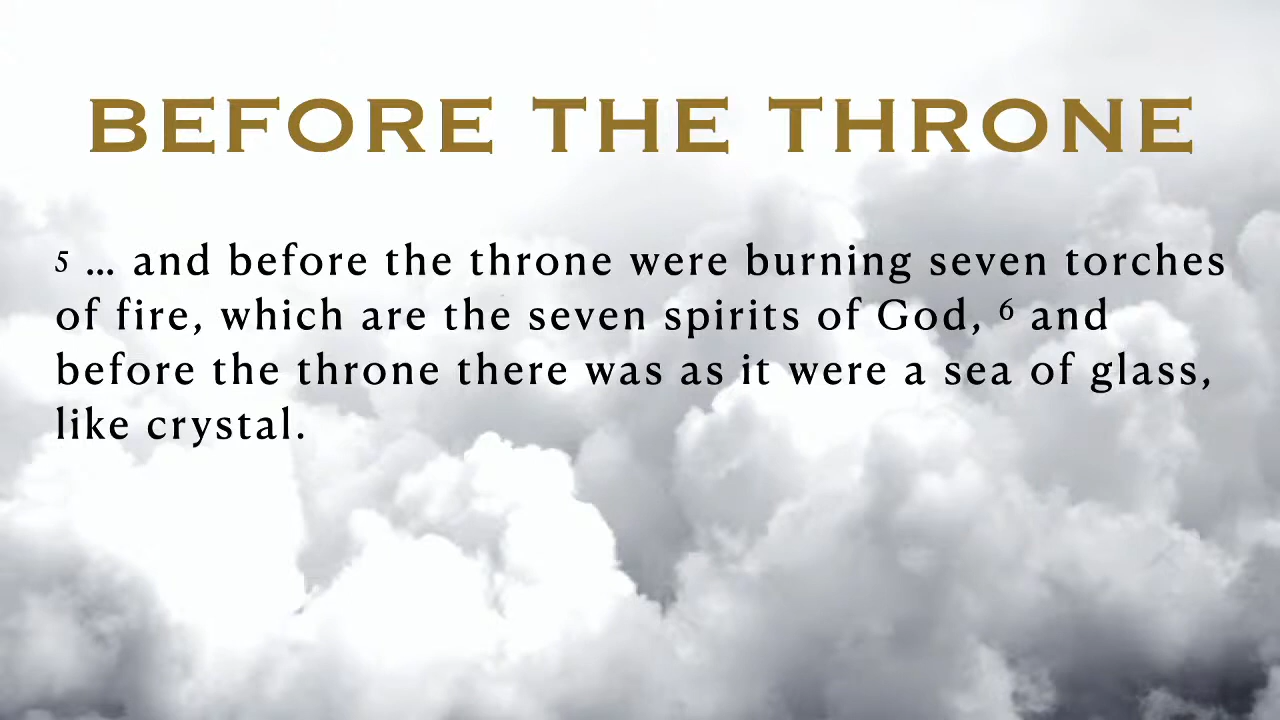 BEFORE THE THRONE
5 ... and before the throne were burning seven torches
of fire, which are the seven spirits of God, 6 and
before the throne there was as it were a sea of glass,
like crystal.